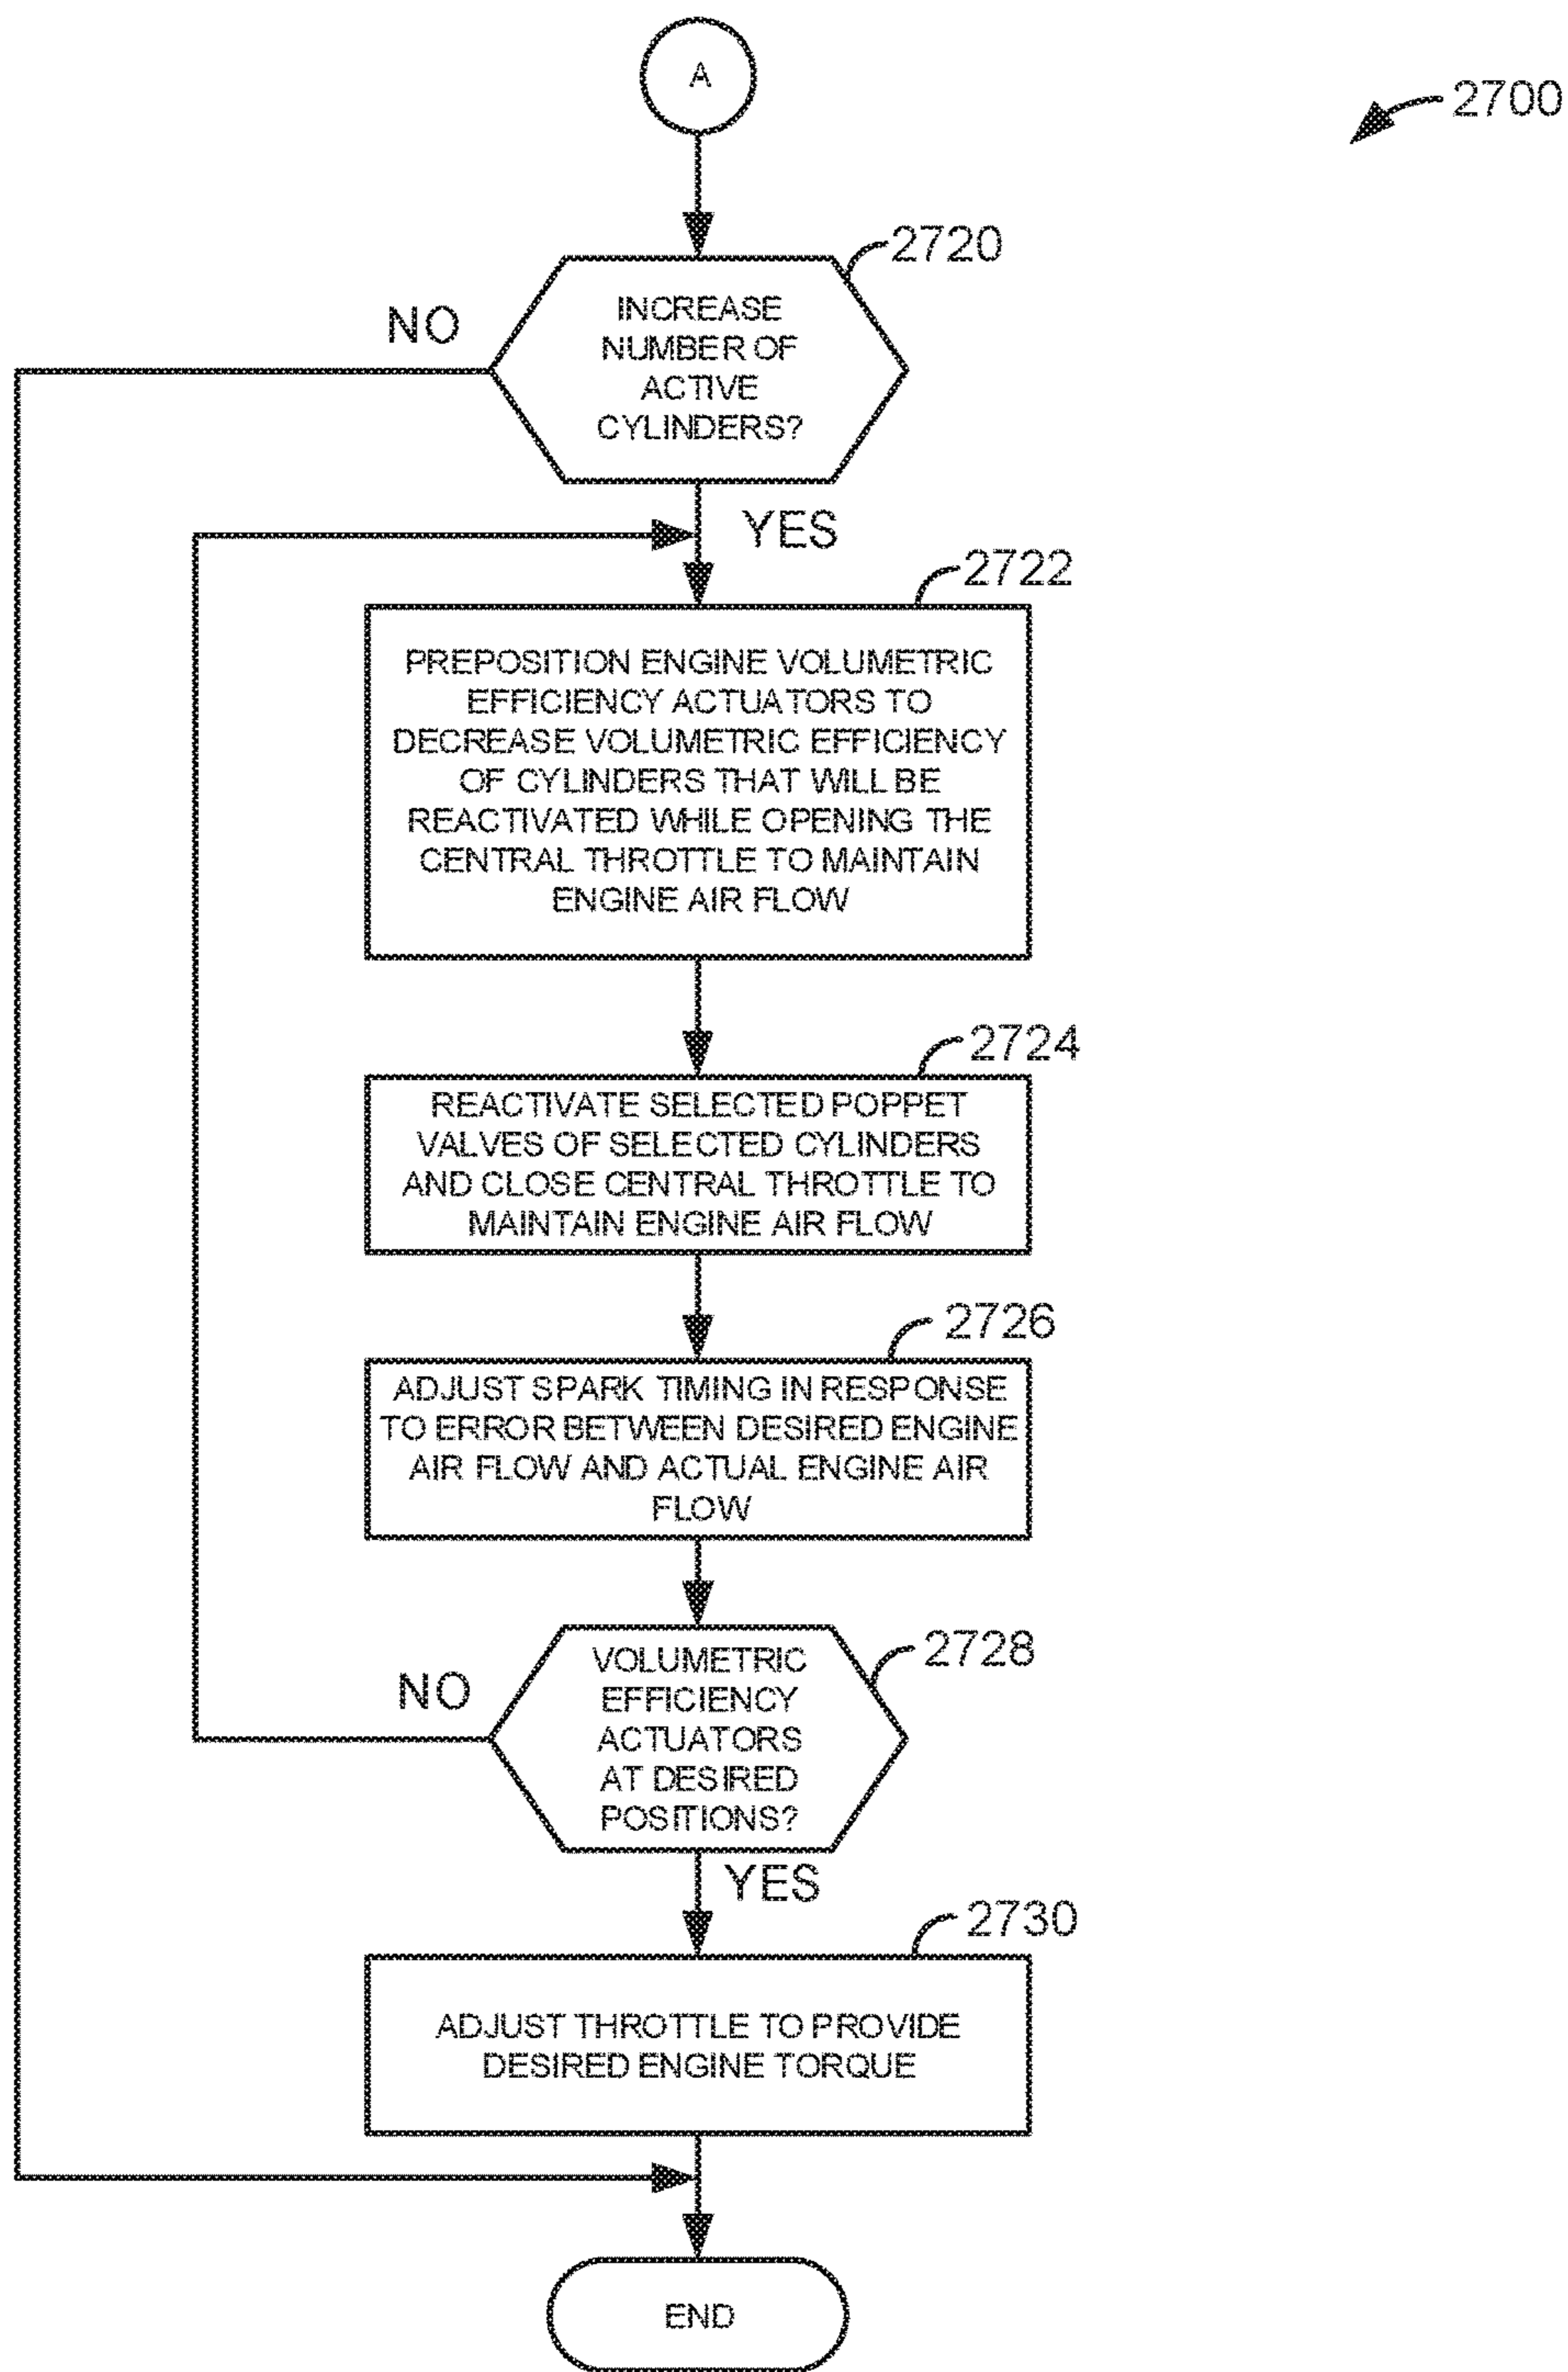 A
2700
2720
NO
INCREASE
NUMBER OF
ACTIVE
CYLINDERS?
YES
2722
PREPOSITION ENGINE VOLUMETRIC
EFFICIENCY ACTUATORS TO
DECREASE VOLUMETRIC EFFICIENCY
OF CYLINDERS THAT WILL BE
REACTIVATED WHILE OPENING THE
CENTRAL THROTTLE TO MAINTAIN
ENGINE AIR FLOW
2724
REACTIVATE SELECTED POPPET
VALVES OF SELECTED CYLINDERS
AND CLOSE CENTRAL THROTTLE TO
MAINTAIN ENGINE AIR FLOW
2726
ADJUST SPARK TIMING IN RESPONSE
TO ERROR BETWEEN DESIRED ENGINE
AIR FLOW AND ACTUAL ENGINE AIR
FLOW
2728
NO
VOLUMETRIC
EFFICIENCY
ACTUATORS
AT DESIRED
POSITIONS?
YES
2730
ADJUST THROTTLE TO PROVIDE
DESIRED ENGINE TORQUE
END